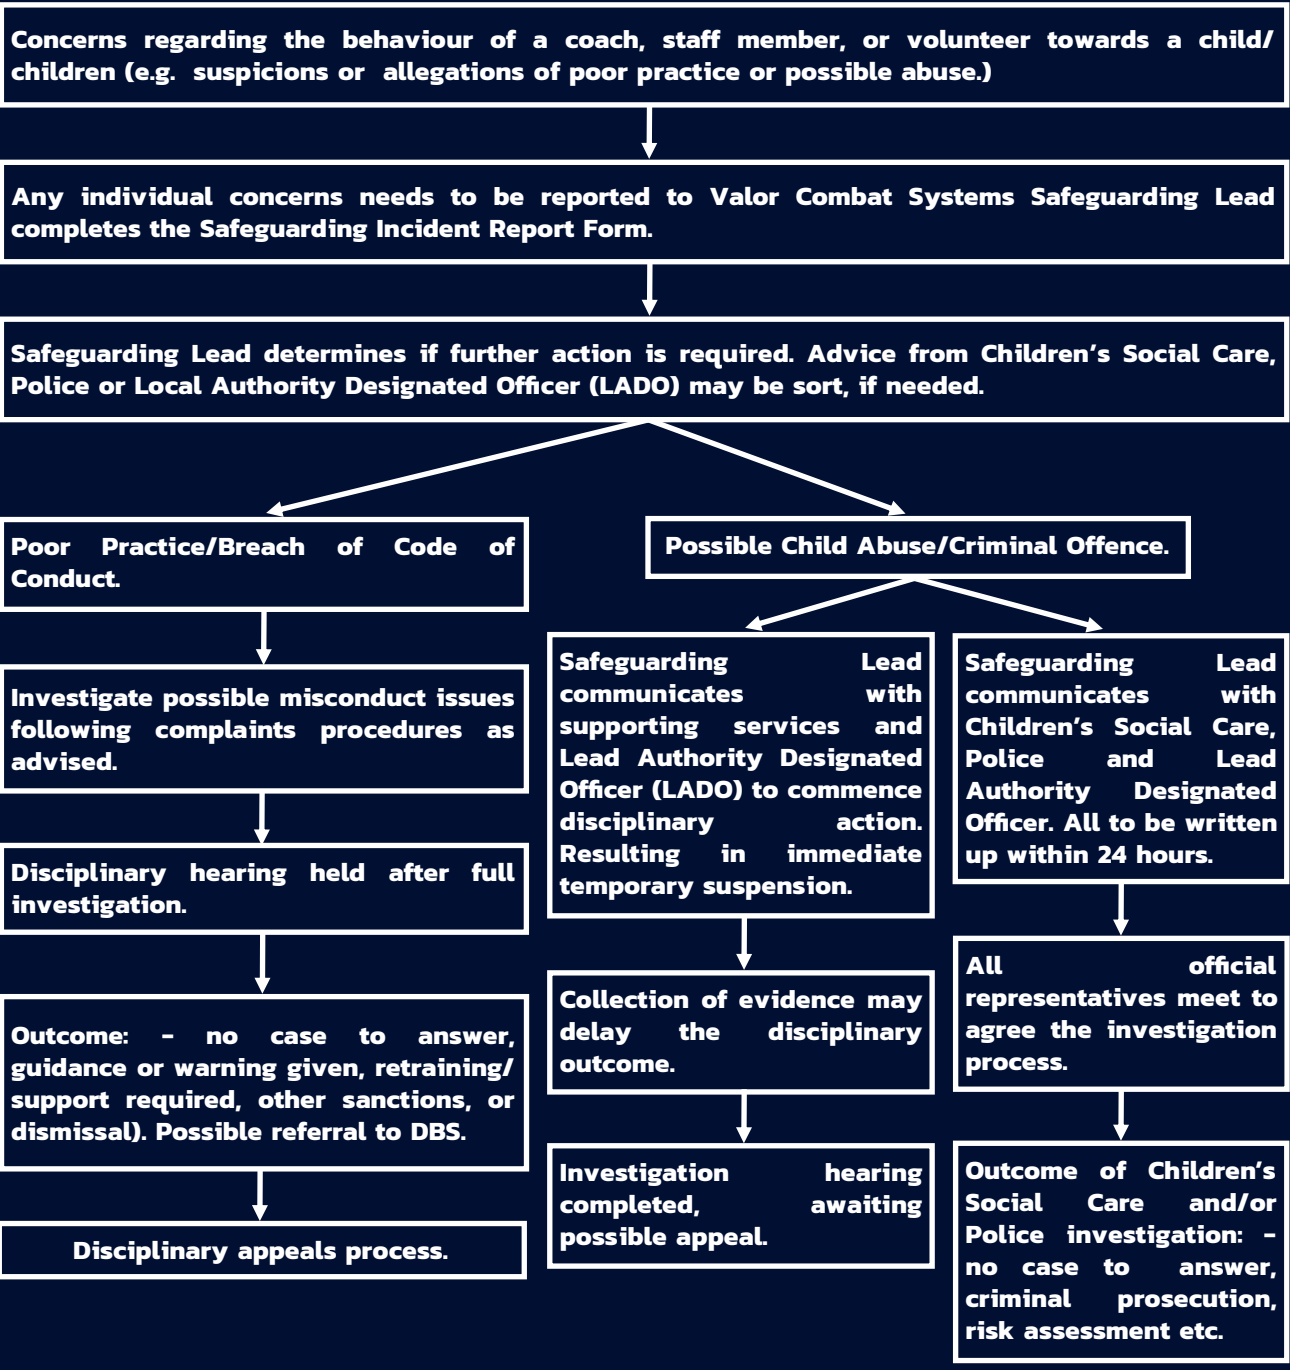 Concerns regarding the behaviour of a coach, staff member, or volunteer towards a child/
children (e.g. suspicions or allegations of poor practice or possible abuse.)
Any individual concerns needs to be reported to Valor Combat Systems Safeguarding Lead
completes the Safeguarding Incident Report Form.
Safeguarding Lead determines if further action is required. Advice from Children's Social Care,
Police or Local Authority Designated Officer (LADO) may be sort, if needed.
Poor Practice/Breach of Code of
Conduct.
Investigate possible misconduct issues
following complaints procedures as
advised.
Disciplinary hearing held after full
investigation.
Outcome: – no case to answer,
guidance or warning given, retraining/
support required, other sanctions, or
dismissal). Possible referral to DBS.
Disciplinary appeals process.
Possible Child Abuse/Criminal Offence.
Safeguarding Lead
communicates with
supporting services and
Lead Authority Designated
Officer (LADO) to commence
disciplinary action.
Resulting in immediate
temporary suspension.
Collection of evidence may
delay the disciplinary
outcome.
Investigation hearing
completed, awaiting
possible appeal.
Safeguarding Lead
communicates with
Children's Social Care,
Police and Lead
Authority Designated
Officer. All to be written
up within 24 hours.
All official
representatives meet to
agree the investigation
process.
Outcome of Children's
Social Care and/or
Police investigation: –
no case to answer,
criminal prosecution,
risk assessment etc.